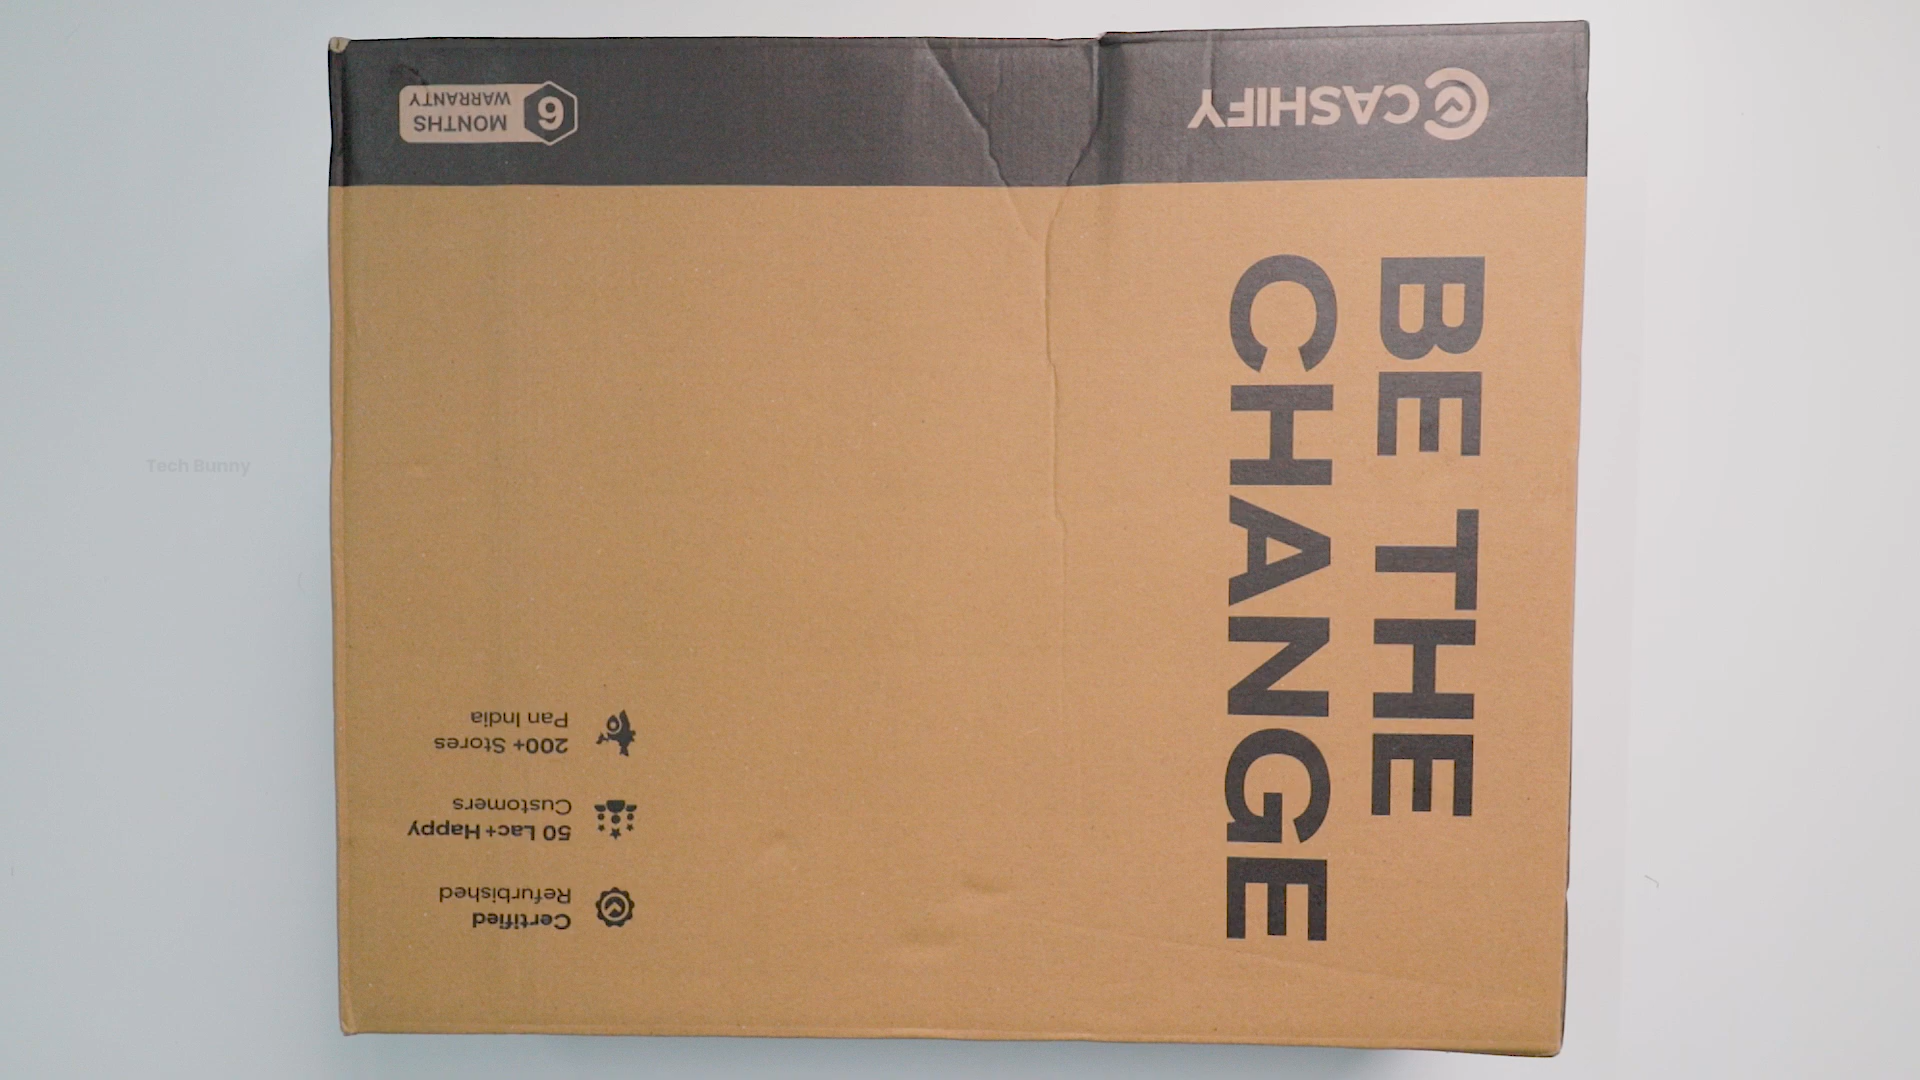 CASHIFY
6
MONTHS
WARRANTY
BE THE
CHANGE
Certified
Refurbished
50 Lac+ Happy
Customers
200+ Stores
Pan India
Tech Bunny